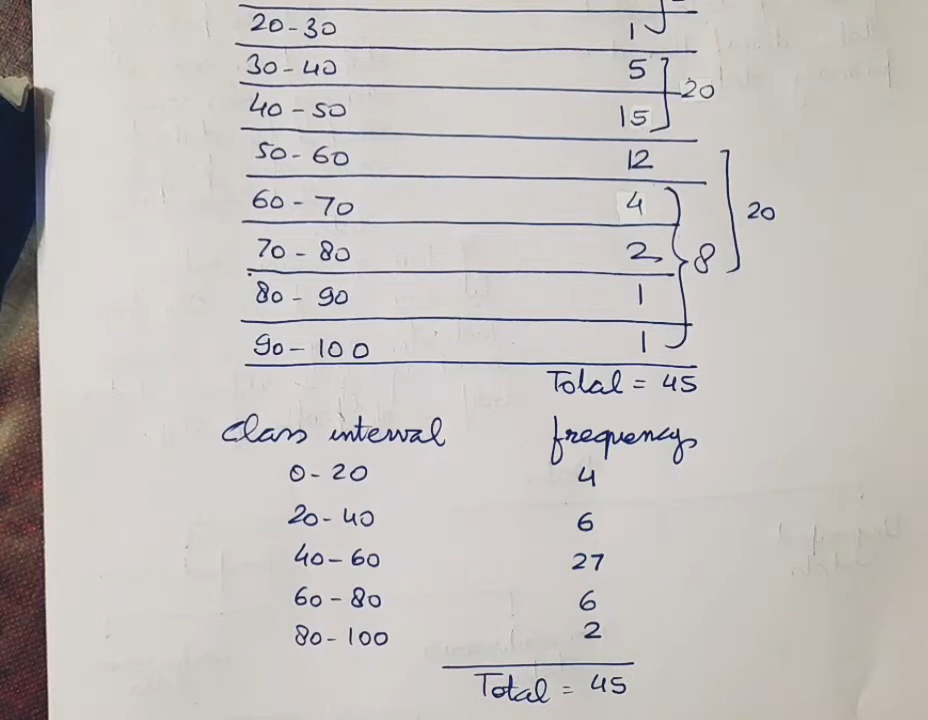 20-30 1
30-40 5
20
40-50 15
50-60 12
60-70 4 20
70-80 2 8
80-90 1
90-100 1
Total = 45
class interval frequency
0-20 4
20-40 6
40-60 27
60-80 6
80-100 2
Total = 45